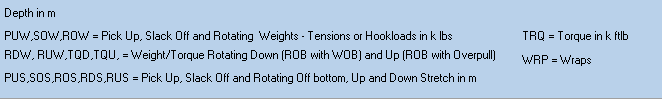 Depth in m
PUW,SOW,ROW = Pick Up, Slack Off and Rotating Weights - Tensions or Hookloads in k lbs
TRQ = Torque in k ftlb
RDW, RUW,TQD,TQU, = Weight/Torque Rotating Down (ROB with WOB) and Up (ROB with Overpull)
WRP = Wraps
PUS,SOS,ROS,RDS,RUS = Pick Up, Slack Off and Rotating Off bottom, Up and Down Stretch in m